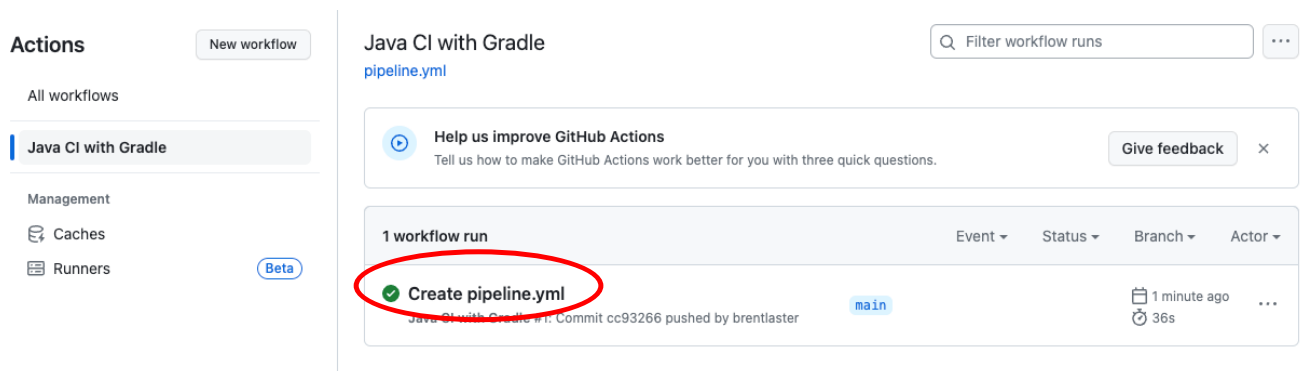 Actions
New workflow
All workflows
Java CI with Gradle
Management
Caches
Runners
Beta
Java CI with Gradle
pipeline.yml
Filter workflow runs
Help us improve GitHub Actions
Tell us how to make GitHub Actions work better for you with three quick questions.
Give feedback
1 workflow run
Event
Status
Branch
Actor
Create pipeline.yml
Java CI with Gradle #1: Commit cc93266 pushed by brentlaster
main
1 minute ago
36s